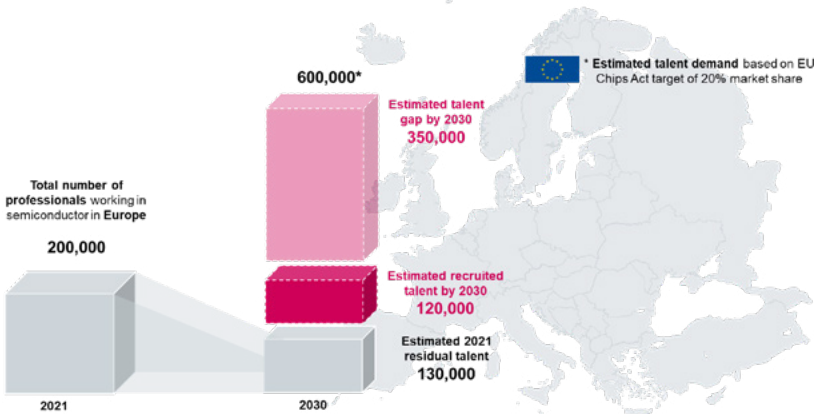 600,000*
* Estimated talent demand based on EU
Chips Act target of 20% market share
Estimated talent
gap by 2030
350,000
Total number of
professionals working in
semiconductor in Europe
200,000
Estimated recruited
talent by 2030
120,000
Estimated 2021
residual talent
130,000
2021
2030